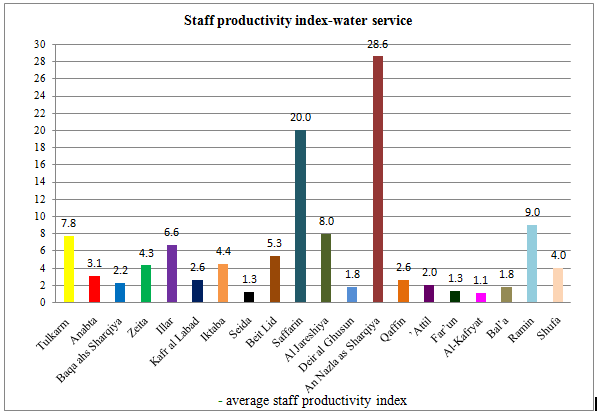 Staff productivity index-water service
30
28
26
24
22
20
18
16
14
12
10
8
6
4
2
0
7.8
3.1
2.2
4.3
6.6
2.6
4.4
1.3
5.3
20.0
8.0
1.8
28.6
2.6
2.0
1.3
1.1
1.8
9.0
4.0
Tulkarm
Anabta
Baqa ahs Sharqiya
Zeita
Illar
Kafr al Labad
Iktaba
Seida
Beit Lid
Saffarin
Al Jareshiya
Deir al Ghusun
An Nazla as Sharqiya
Qaffin
'Attil
Far'un
Al-Kafryat
Bal'a
Ramin
Shufa
- average staff productivity index